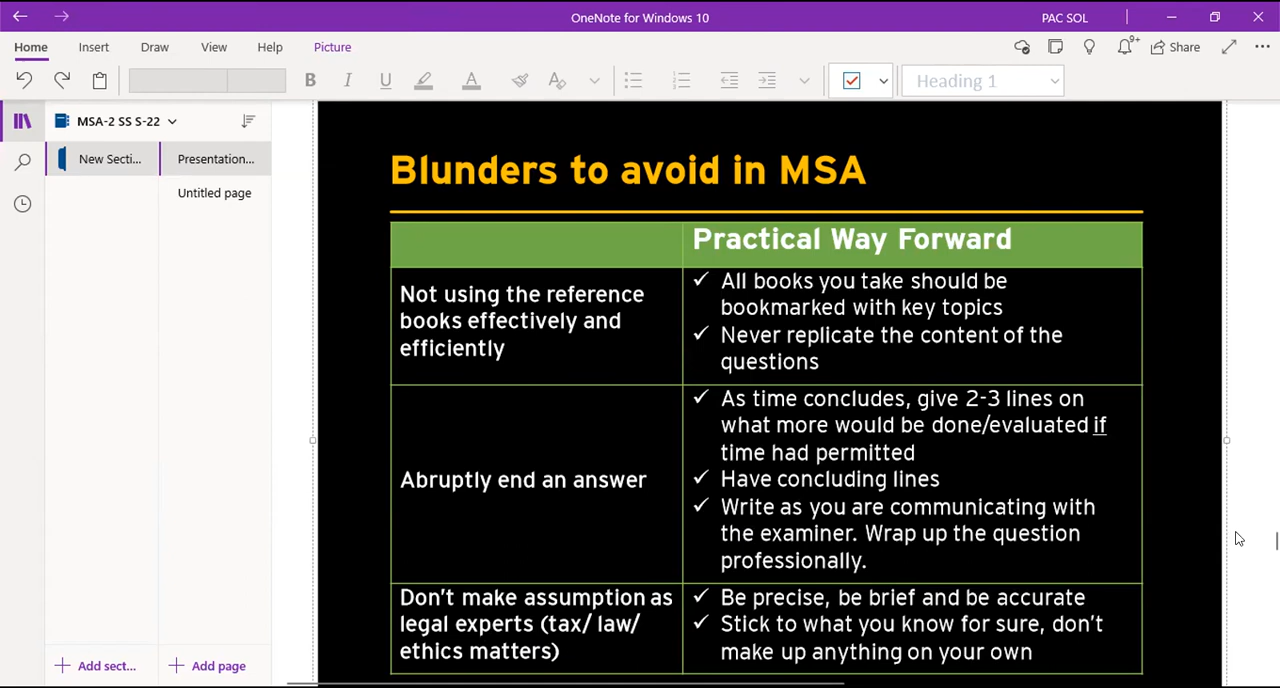 OneNote for Windows 10
PAC SOL
Home
Insert
Draw
View
Help
Picture
9+
Share
B
I
U
A
A
Heading 1
MSA-2 SS S-22
New Secti...
Presentation...
Untitled page
Blunders to avoid in MSA
Practical Way Forward
Not using the reference
books effectively and
efficiently
✓ All books you take should be
bookmarked with key topics
✓ Never replicate the content of the
questions
Abruptly end an answer
✓ As time concludes, give 2-3 lines on
what more would be done/evaluated if
time had permitted
✓ Have concluding lines
✓ Write as you are communicating with
the examiner. Wrap up the question
professionally.
Don't make assumption as
legal experts (tax/ law/
ethics matters)
✓ Be precise, be brief and be accurate
✓ Stick to what you know for sure, don't
make up anything on your own
+ Add sect...
+ Add page